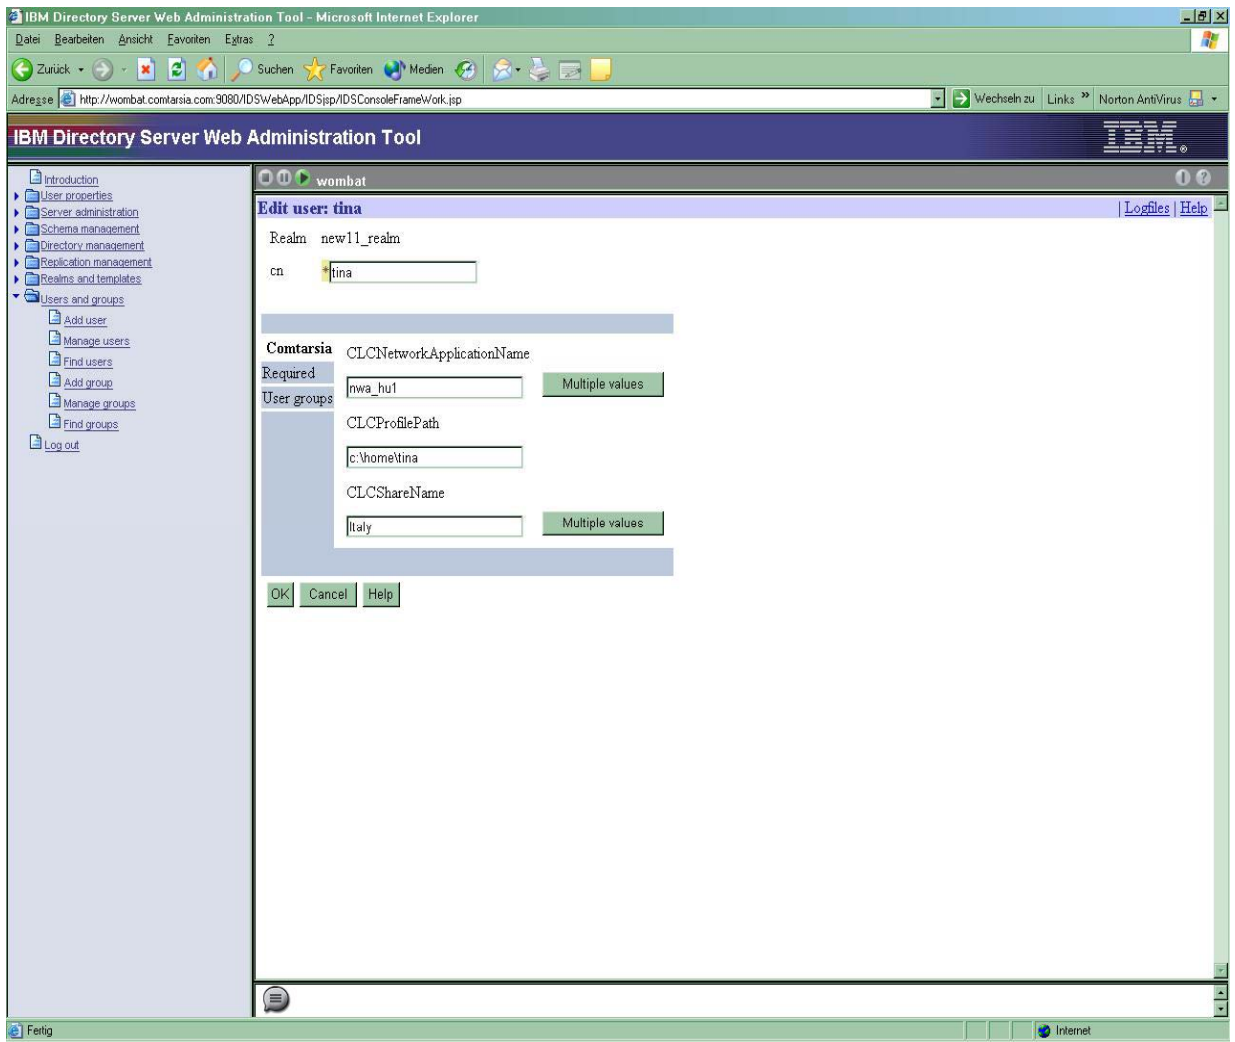 IBM Directory Server Web Administration Tool - Microsoft Internet Explorer
Datei Bearbeiten Ansicht Favoriten Extras ?
Zurück Suchen Favoriten Medien
Adresse http://wombat.comtarsia.com:9080/IDSWebApp/IDSjsp/IDSConsoleFrameWork.jsp Wechseln zu Links » Norton AntiVirus
IBM Directory Server Web Administration Tool IBM®
Introduction
User properties
Server administration
Schema management
Directory management
Replication management
Realms and templates
Users and groups
Add user
Manage users
Find users
Add group
Manage groups
Find groups
Log out
wombat
Edit user: tina | Logfiles | Help
Realm new11_realm
cn *tina
Comtarsia
Required
User groups
CLCNetworkApplicationName
nwa_hu1 Multiple values
CLCProfilePath
c:\home\tina
CLCShareName
Italy Multiple values
OK Cancel Help
Fertig Internet